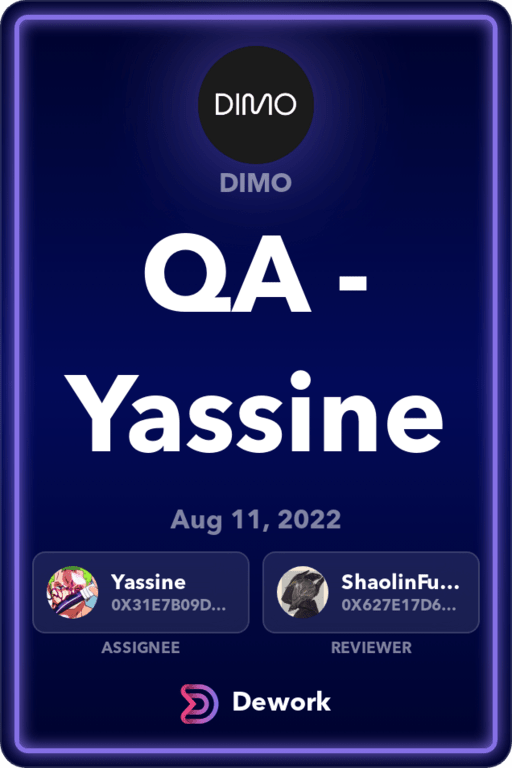 DIMO
DIMO
QA -
Yassine
Aug 11, 2022
Yassine
0X31E7B09D...
ShaolinFu...
0X627E17D6...
ASSIGNEE
REVIEWER
Dework